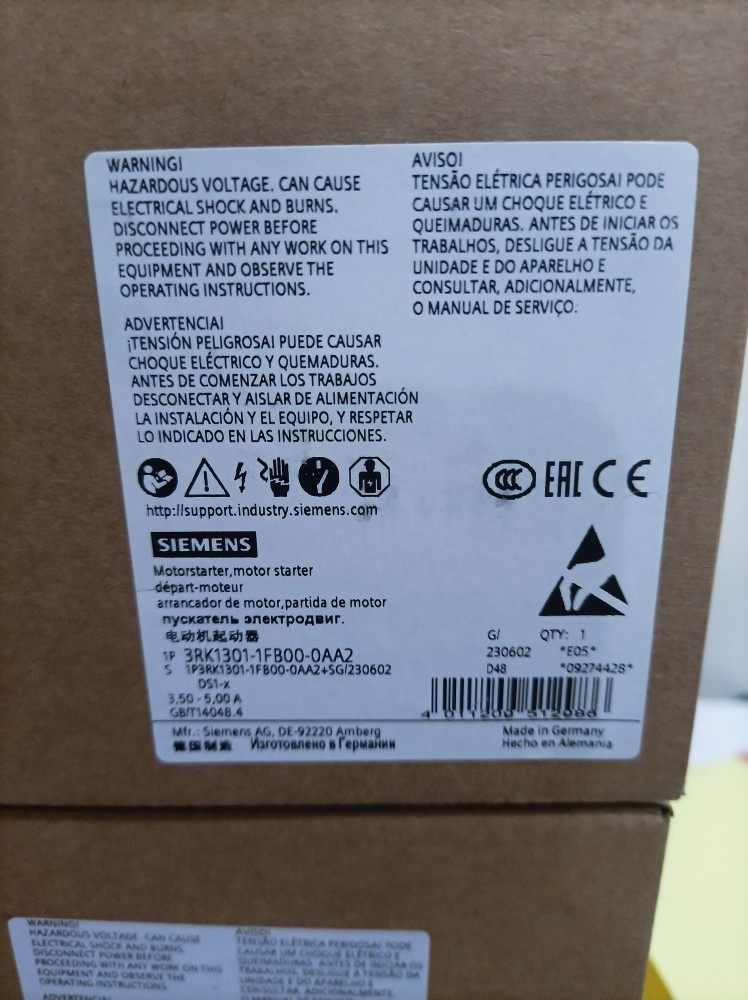 WARNING!
HAZARDOUS VOLTAGE. CAN CAUSE
ELECTRICAL SHOCK AND BURNS.
DISCONNECT POWER BEFORE
PROCEEDING WITH ANY WORK ON THIS
EQUIPMENT AND OBSERVE THE
OPERATING INSTRUCTIONS.
AVISO!
TENSÃO ELÉTRICA PERIGOSA! PODE
CAUSAR UM CHOQUE ELÉTRICO E
QUEIMADURAS. ANTES DE INICIAR OS
TRABALHOS, DESLIGUE A TENSÃO DA
UNIDADE E DO APARELHO E
CONSULTAR, ADICIONALMENTE,
O MANUAL DE SERVIÇO.
ADVERTENCIA!
¡TENSIÓN PELIGROSA! PUEDE CAUSAR
CHOQUE ELÉCTRICO Y QUEMADURAS.
ANTES DE COMENZAR LOS TRABAJOS
DESCONECTAR Y AISLAR DE ALIMENTACIÓN
LA INSTALACIÓN Y EL EQUIPO, Y RESPETAR
LO INDICADO EN LAS INSTRUCCIONES.
CCC EAC CE
http://support.industry.siemens.com
SIEMENS
Motorstarter,motor starter
départ-moteur
arrancador de motor,partida de motor
пускатель электродвиг.
电动机起动器
1P 3RK1301-1FB00-0AA2
S 1P3RK1301-1FB00-0AA2+SG/230602
DS1-x
3,50 - 5,00 A
GB/T14048.4
G/ QTY: 1
230602 *E05*
D48 *09274428*
4 011209 512986
Mfr.: Siemens AG, DE-92220 Amberg
德国制造 Изготовлено в Германии
Made in Germany
Hecho en Alemania
WARNING!
HAZARDOUS VOLTAGE. CAN CAUSE
ELECTRICAL SHOCK AND BURNS.
DISCONNECT POWER BEFORE
PROCEEDING WITH ANY WORK ON THIS
EQUIPMENT AND OBSERVE THE
OPERATING INSTRUCTIONS.
AVISO!
TENSÃO ELÉTRICA PERIGOSA! PODE
CAUSAR UM CHOQUE ELÉTRICO E
QUEIMADURAS. ANTES DE INICIAR OS
TRABALHOS, DESLIGUE A TENSÃO DA
UNIDADE E DO APARELHO E
CONSULTAR, ADICIONALMENTE,
ADVERTENCIA!